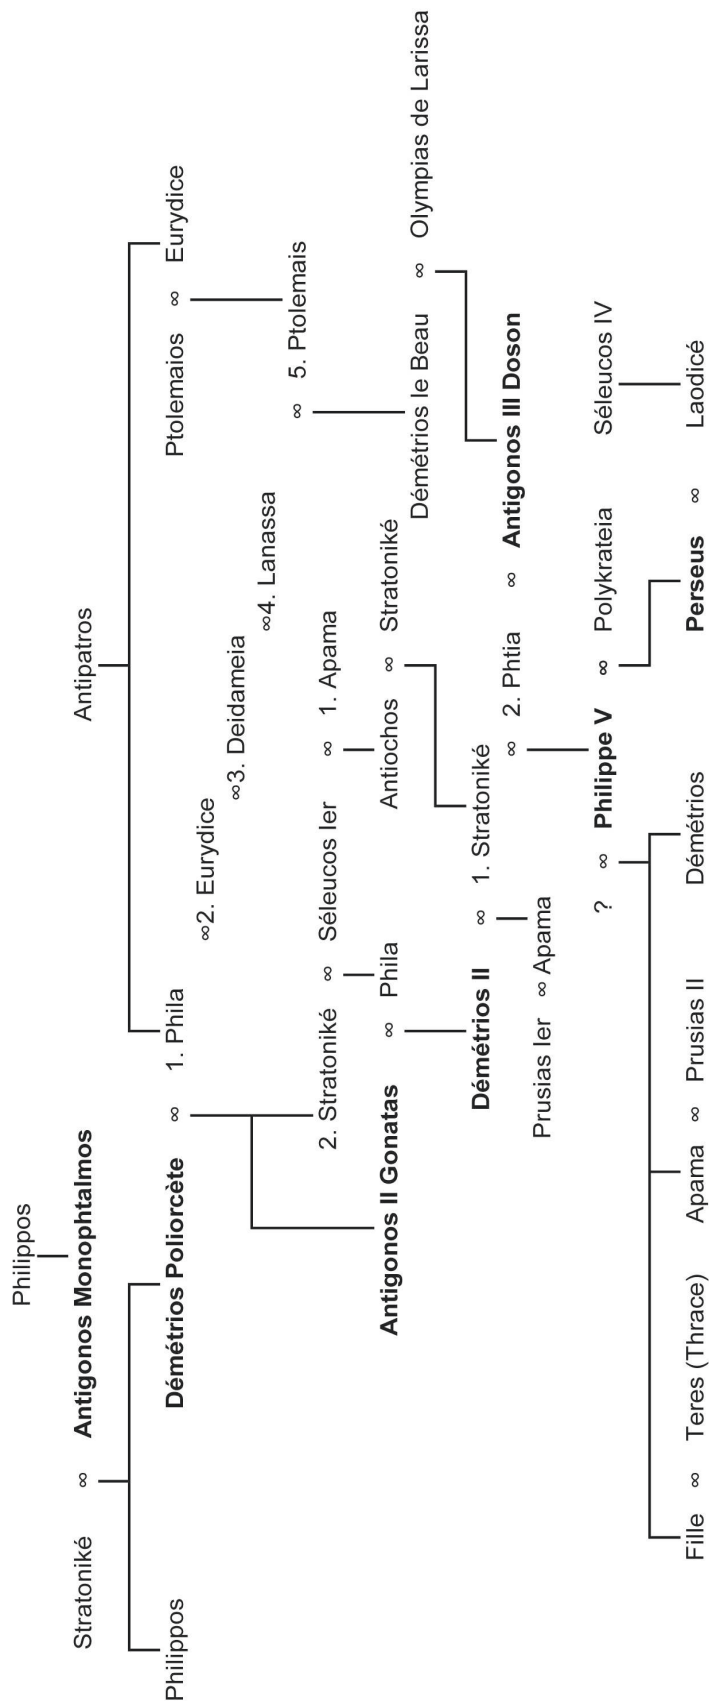 Philippos
Stratoniké ∞ Antigonos Monophtalmos
Antipatros
Philippos
Démétrios Poliorcète ∞ 1. Phila
Ptolemaios ∞ Eurydice
∞2. Eurydice
∞3. Deidameia
∞4. Lanassa
∞ 5. Ptolemais
2. Stratoniké ∞ Séleucos Ier ∞ 1. Apama
Antigonos II Gonatas ∞ Phila
Antiochos ∞ Stratoniké
Démétrios le Beau ∞ Olympias de Larissa
Démétrios II ∞ 1. Stratoniké
∞ 2. Phtia ∞ Antigonos III Doson
Prusias Ier ∞ Apama
? ∞ Philippe V ∞ Polykrateia
Séleucos IV
Fille ∞ Teres (Thrace)
Apama ∞ Prusias II
Démétrios
Perseus ∞ Laodicé